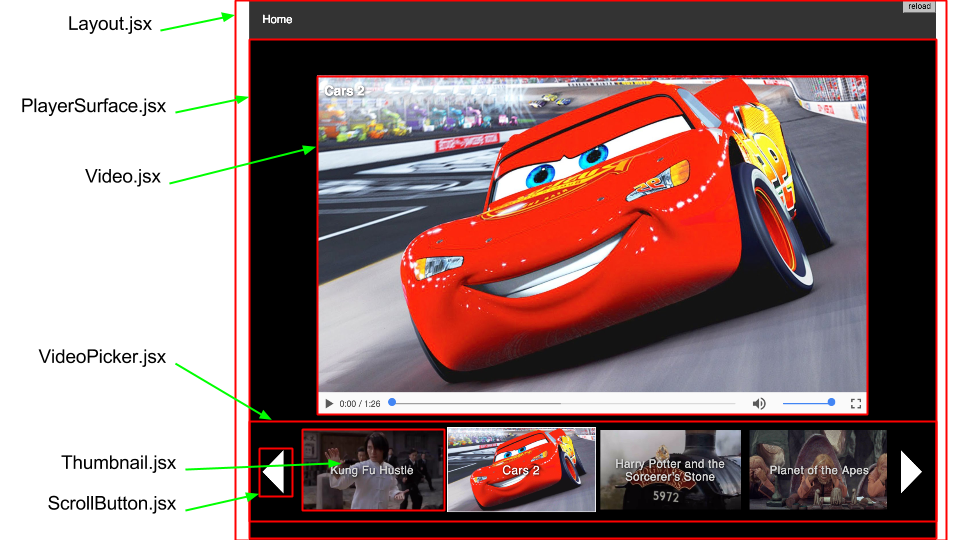 Layout.jsx
Home
reload
PlayerSurface.jsx
Cars 2
Video.jsx
0:00 / 1:26
VideoPicker.jsx
Thumbnail.jsx
Kung Fu Hustle
Cars 2
Harry Potter and the
Sorcerer's Stone
5972
Planet of the Apes
ScrollButton.jsx